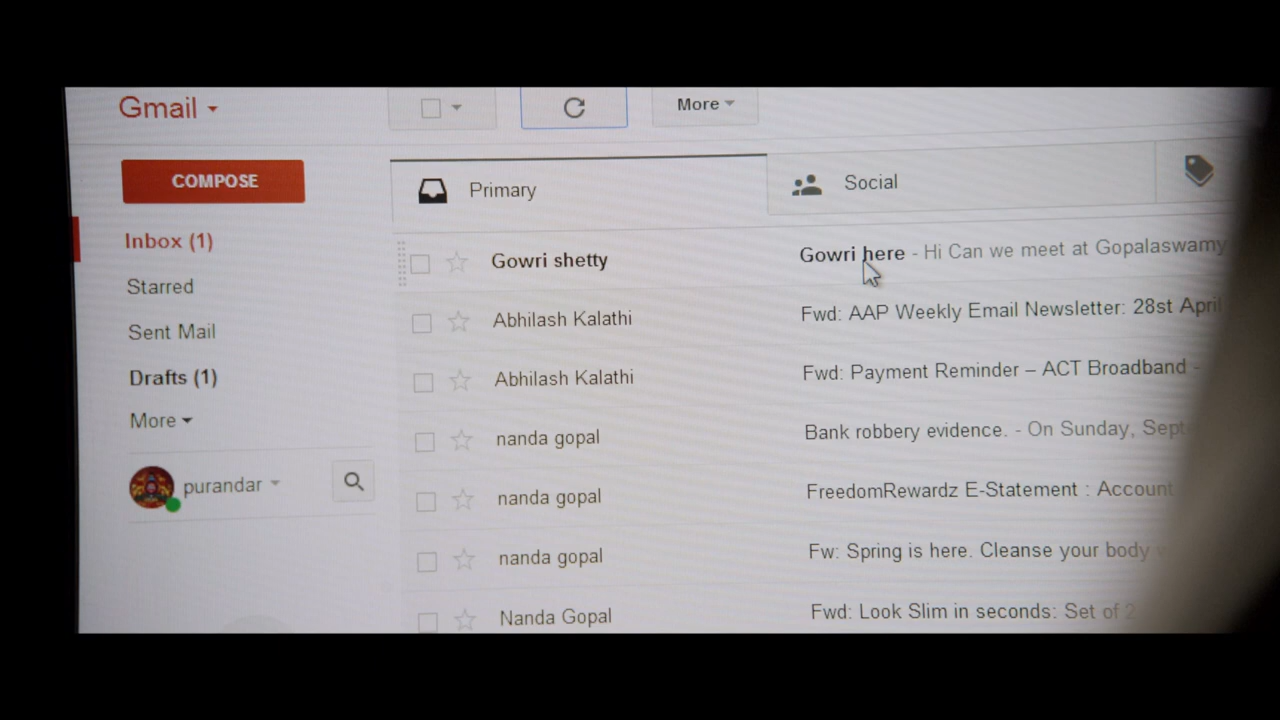 Gmail
More
COMPOSE
Primary
Social
Inbox (1)
Gowri shetty
Gowri here - Hi Can we meet at Gopalaswamy
Starred
Abhilash Kalathi
Fwd: AAP Weekly Email Newsletter: 28st April
Sent Mail
Abhilash Kalathi
Fwd: Payment Reminder – ACT Broadband -
Drafts (1)
More
nanda gopal
Bank robbery evidence. - On Sunday, Sept
purandar
nanda gopal
FreedomRewardz E-Statement : Account
nanda gopal
Fw: Spring is here. Cleanse your body
Nanda Gopal
Fwd: Look Slim in seconds: Set of 2